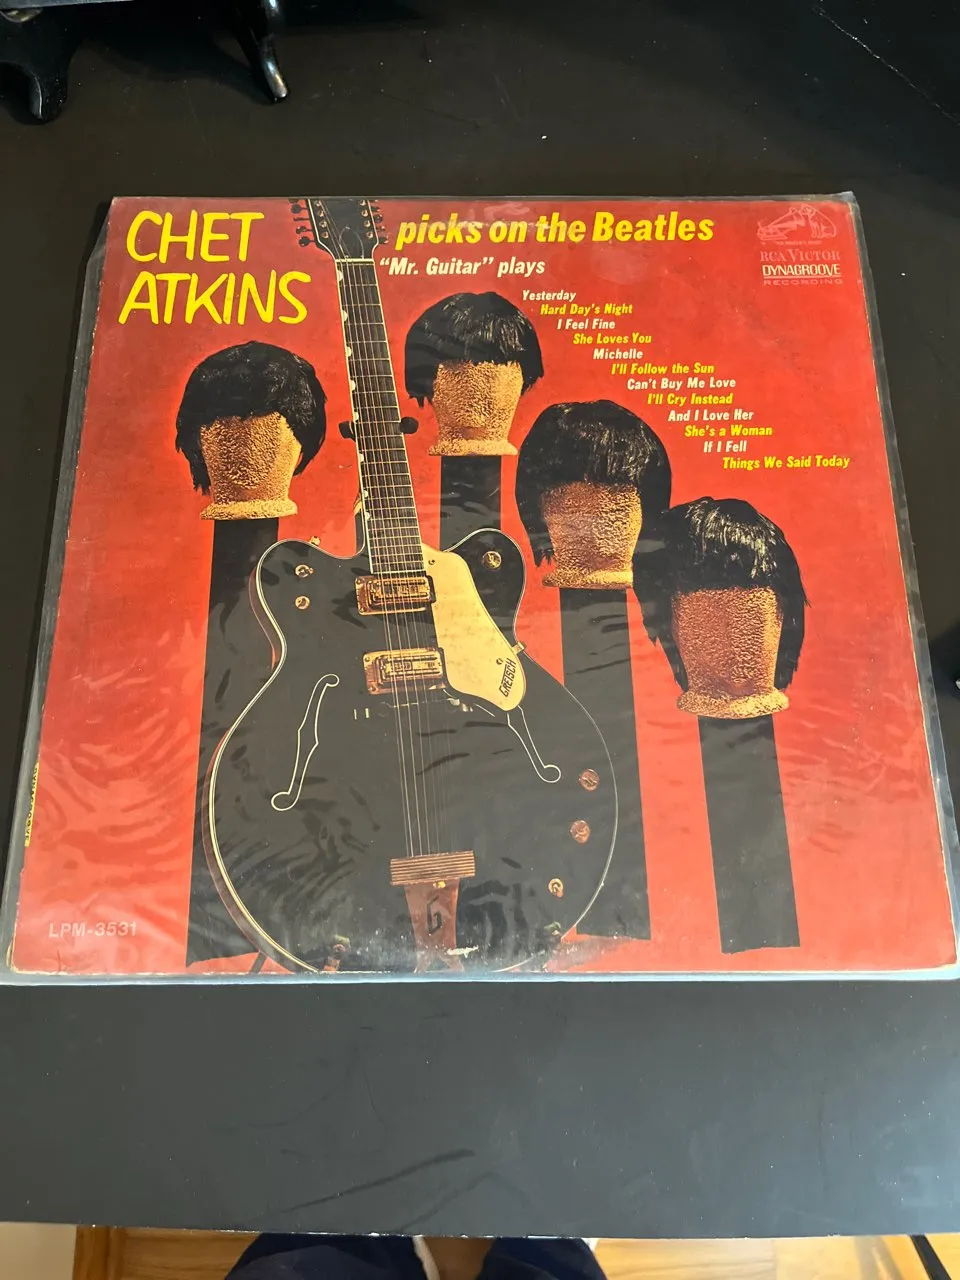 CHET
ATKINS
picks on the Beatles
"Mr. Guitar" plays
RCA VICTOR
DYNAGROOVE
RECORDING
Yesterday
Hard Day's Night
I Feel Fine
She Loves You
Michelle
I'll Follow the Sun
Can't Buy Me Love
I'll Cry Instead
And I Love Her
She's a Woman
If I Fell
Things We Said Today
GRETSCH
G
LPM-3531